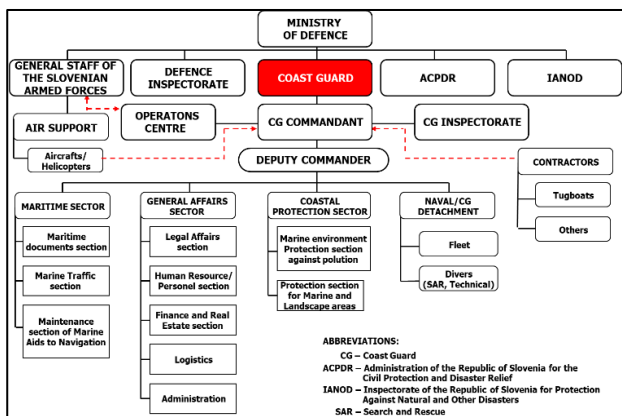 MINISTRY
OF DEFENCE
GENERAL STAFF OF
THE SLOVENIAN
ARMED FORCES
DEFENCE
INSPECTORATE
COAST GUARD
ACPDR
IANOD
AIR SUPPORT
OPERATONS
CENTRE
CG COMMANDANT
CG INSPECTORATE
Aircrafts/
Helicopters
DEPUTY COMMANDER
CONTRACTORS
Tugboats
Others
MARITIME SECTOR
GENERAL AFFAIRS
SECTOR
COASTAL
PROTECTION SECTOR
NAVAL/CG
DETACHMENT
Maritime
documents section
Marine Traffic
section
Maintenance
section of Marine
Aids to Navigation
Legal Affairs
section
Human Resource/
Personel section
Finance and Real
Estate section
Logistics
Administration
Marine environment
Protection section
against polution
Protection section
for Marine and
Landscape areas
Fleet
Divers
(SAR, Technical)
ABBREVIATIONS:
CG – Coast Guard
ACPDR – Administration of the Republic of Slovenia for the
Civil Protection and Disaster Relief
IANOD – Inspectorate of the Republic of Slovenia for Protection
Against Natural and Other Disasters
SAR – Search and Rescue